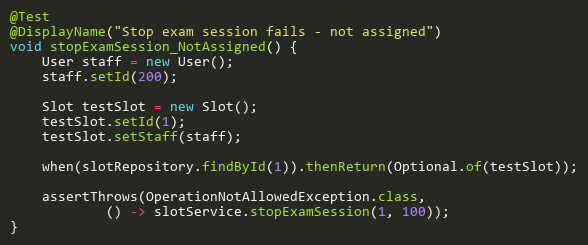 @Test
@DisplayName("Stop exam session fails - not assigned")
void stopExamSession_NotAssigned() {
    User staff = new User();
    staff.setId(200);

    Slot testSlot = new Slot();
    testSlot.setId(1);
    testSlot.setStaff(staff);

    when(slotRepository.findById(1)).thenReturn(Optional.of(testSlot));

    assertThrows(OperationNotAllowedException.class,
            () -> slotService.stopExamSession(1, 100));
}